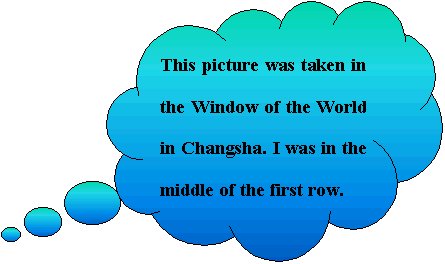 This picture was taken in
the Window of the World
in Changsha. I was in the
middle of the first row.